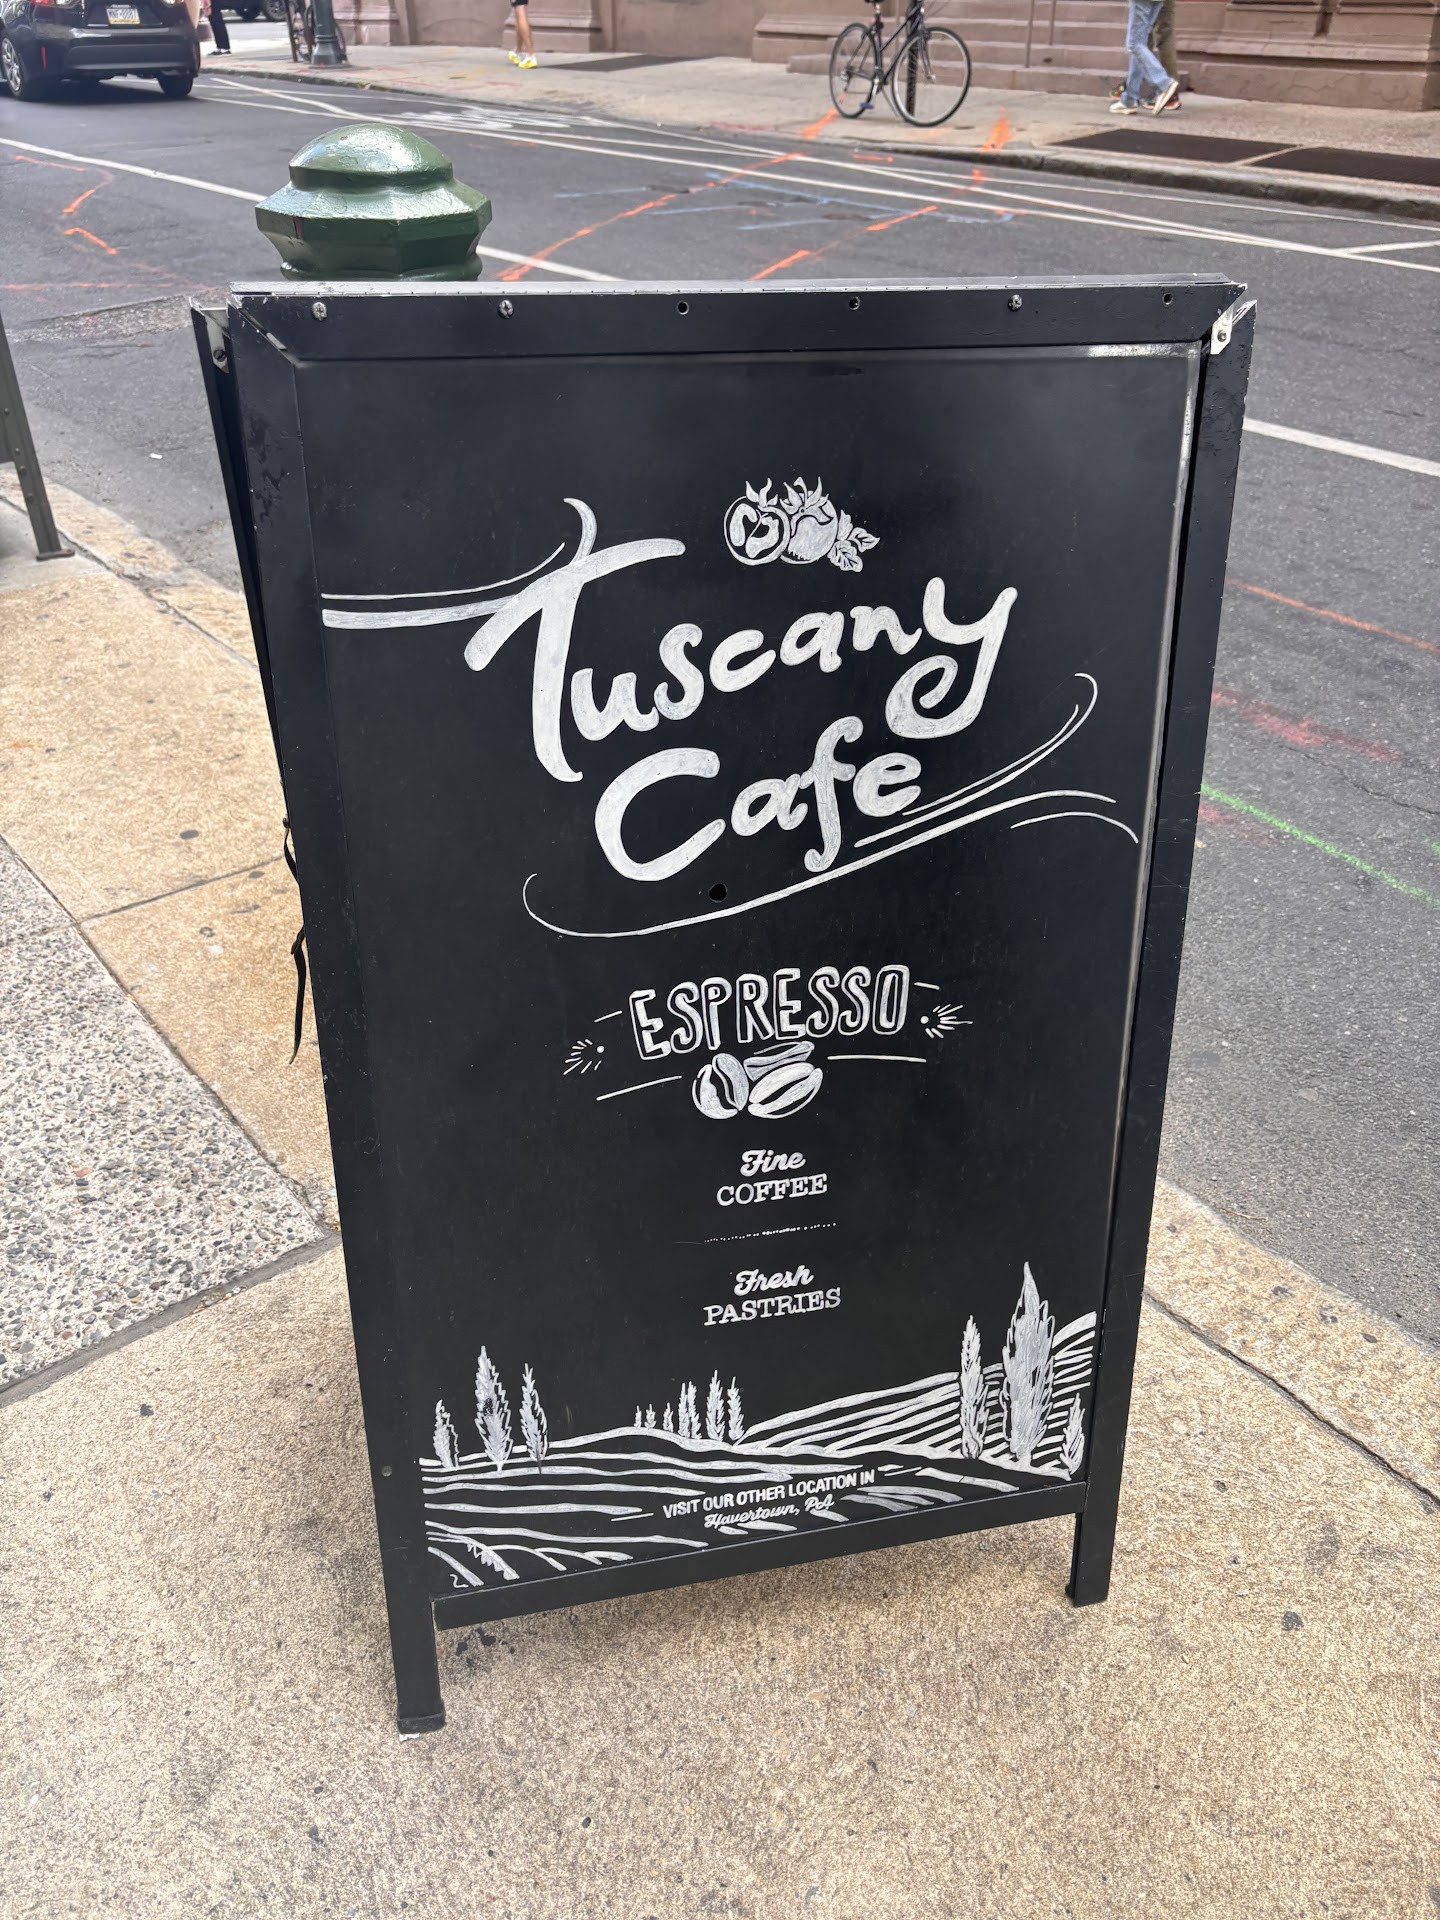 Tuscany
Cafe
ESPRESSO
Fine
COFFEE
Fresh
PASTRIES
VISIT OUR OTHER LOCATION IN
Havertown, PA